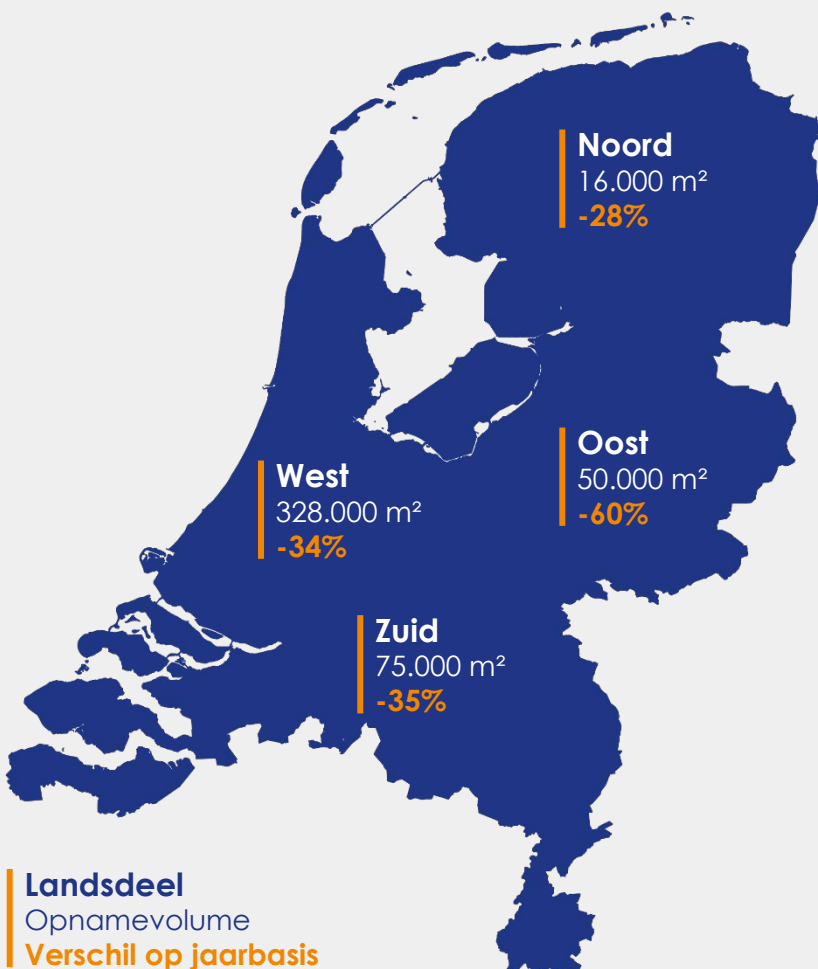 Noord
16.000 m²
-28%
Oost
50.000 m²
-60%
West
328.000 m²
-34%
Zuid
75.000 m²
-35%
Landsdeel
Opnamevolume
Verschil op jaarbasis